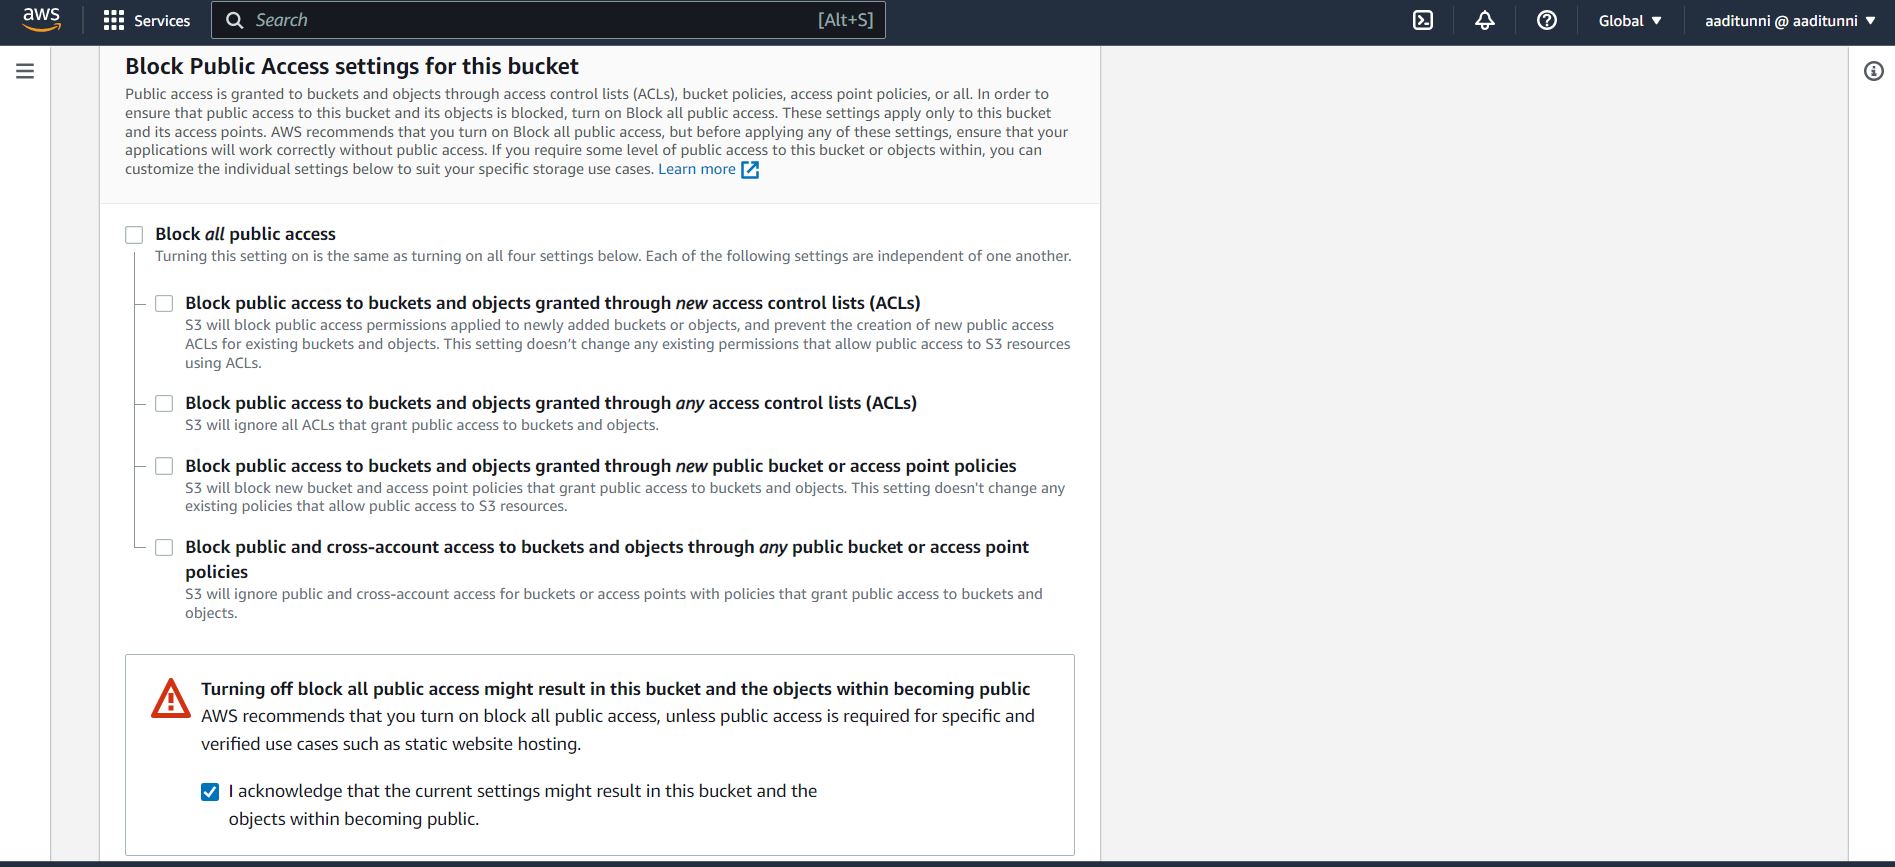 aws
Services
Search
[Alt+S]
Global ▼
aaditunni @ aaditunni ▼
Block Public Access settings for this bucket
Public access is granted to buckets and objects through access control lists (ACLs), bucket policies, access point policies, or all. In order to
ensure that public access to this bucket and its objects is blocked, turn on Block all public access. These settings apply only to this bucket
and its access points. AWS recommends that you turn on Block all public access, but before applying any of these settings, ensure that your
applications will work correctly without public access. If you require some level of public access to this bucket or objects within, you can
customize the individual settings below to suit your specific storage use cases. Learn more
Block all public access
Turning this setting on is the same as turning on all four settings below. Each of the following settings are independent of one another.
Block public access to buckets and objects granted through new access control lists (ACLs)
S3 will block public access permissions applied to newly added buckets or objects, and prevent the creation of new public access
ACLs for existing buckets and objects. This setting doesn't change any existing permissions that allow public access to S3 resources
using ACLs.
Block public access to buckets and objects granted through any access control lists (ACLs)
S3 will ignore all ACLs that grant public access to buckets and objects.
Block public access to buckets and objects granted through new public bucket or access point policies
S3 will block new bucket and access point policies that grant public access to buckets and objects. This setting doesn't change any
existing policies that allow public access to S3 resources.
Block public and cross-account access to buckets and objects through any public bucket or access point
policies
S3 will ignore public and cross-account access for buckets or access points with policies that grant public access to buckets and
objects.
Turning off block all public access might result in this bucket and the objects within becoming public
AWS recommends that you turn on block all public access, unless public access is required for specific and
verified use cases such as static website hosting.
I acknowledge that the current settings might result in this bucket and the
objects within becoming public.